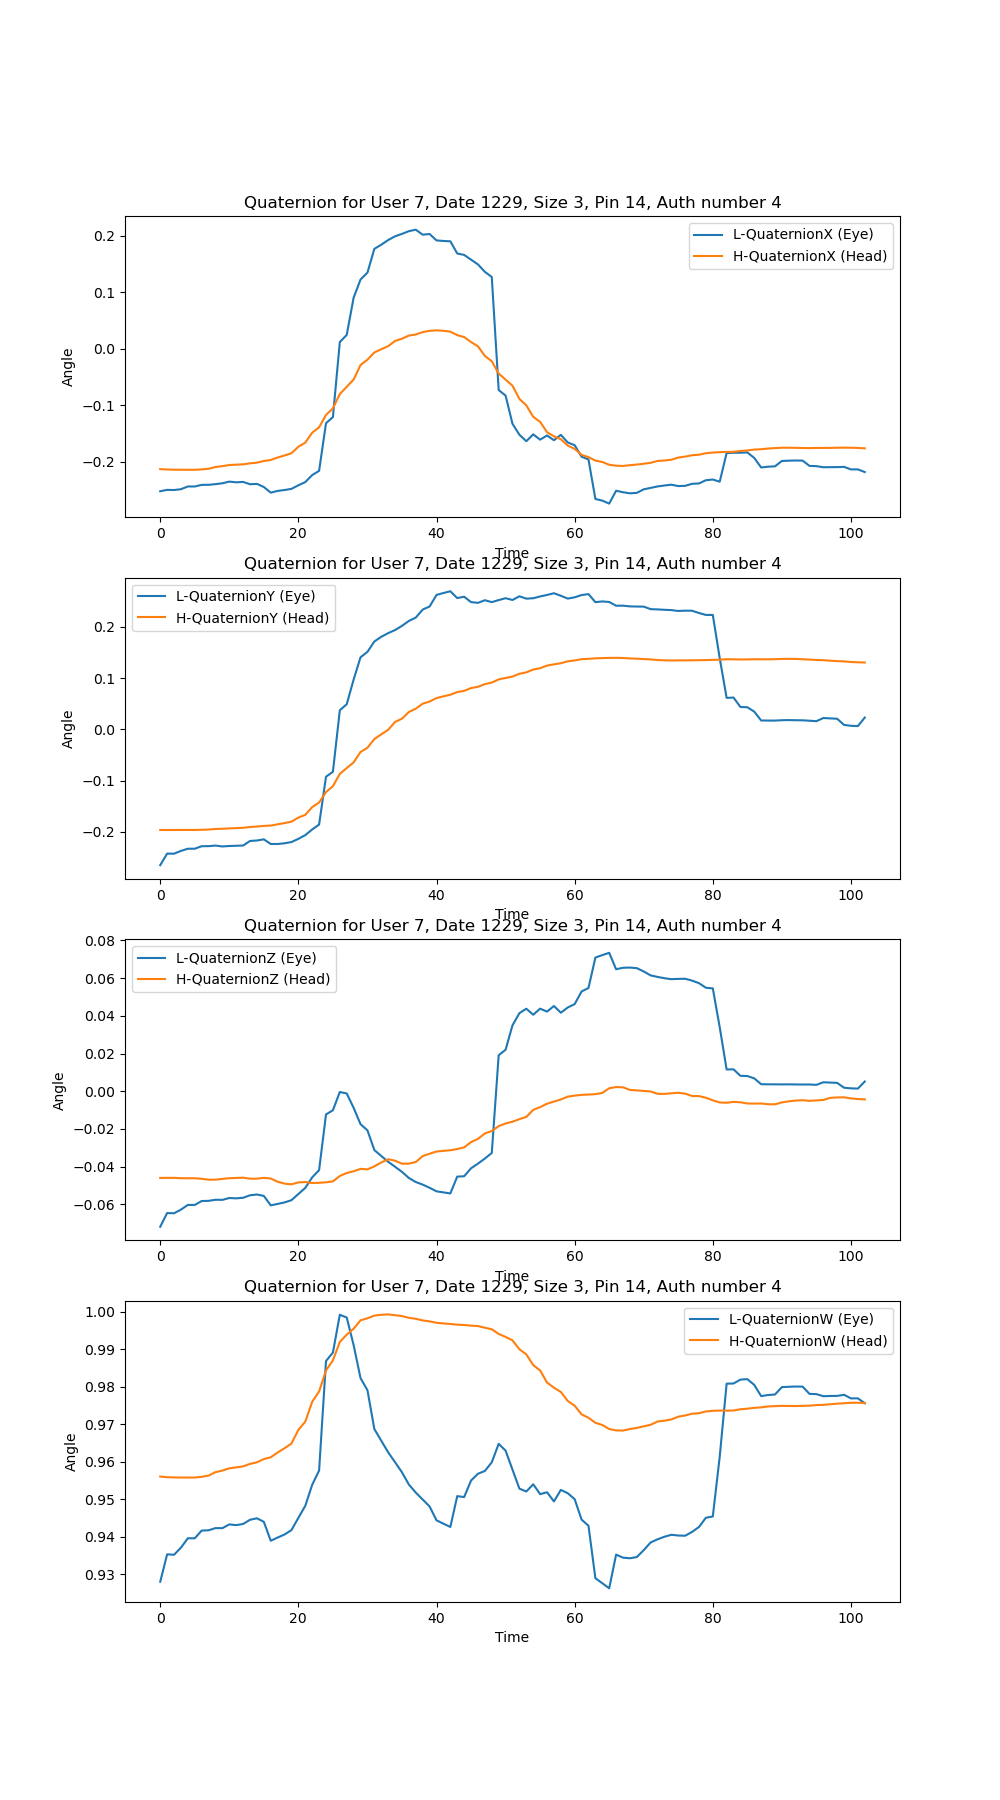 Quaternion for User 7, Date 1229, Size 3, Pin 14, Auth number 4
L-QuaternionX (Eye)
H-QuaternionX (Head)
0.2
0.1
0.0
−0.1
−0.2
Angle
0 20 40 60 80 100
Time
Quaternion for User 7, Date 1229, Size 3, Pin 14, Auth number 4
L-QuaternionY (Eye)
H-QuaternionY (Head)
0.2
0.1
0.0
−0.1
−0.2
Angle
0 20 40 60 80 100
Time
Quaternion for User 7, Date 1229, Size 3, Pin 14, Auth number 4
L-QuaternionZ (Eye)
H-QuaternionZ (Head)
0.08
0.06
0.04
0.02
0.00
−0.02
−0.04
−0.06
Angle
0 20 40 60 80 100
Time
Quaternion for User 7, Date 1229, Size 3, Pin 14, Auth number 4
L-QuaternionW (Eye)
H-QuaternionW (Head)
1.00
0.99
0.98
0.97
0.96
0.95
0.94
0.93
Angle
0 20 40 60 80 100
Time